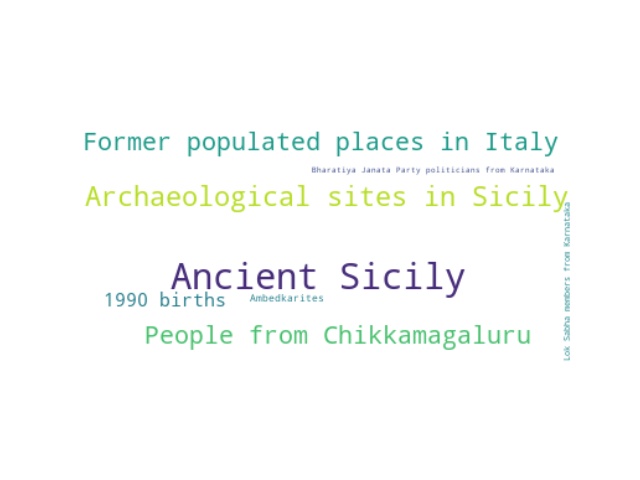 Former populated places in Italy
Bharatiya Janata Party politicians from Karnataka
Archaeological sites in Sicily
Lok Sabha members from Karnataka
Ancient Sicily
1990 births
Ambedkarites
People from Chikkamagaluru